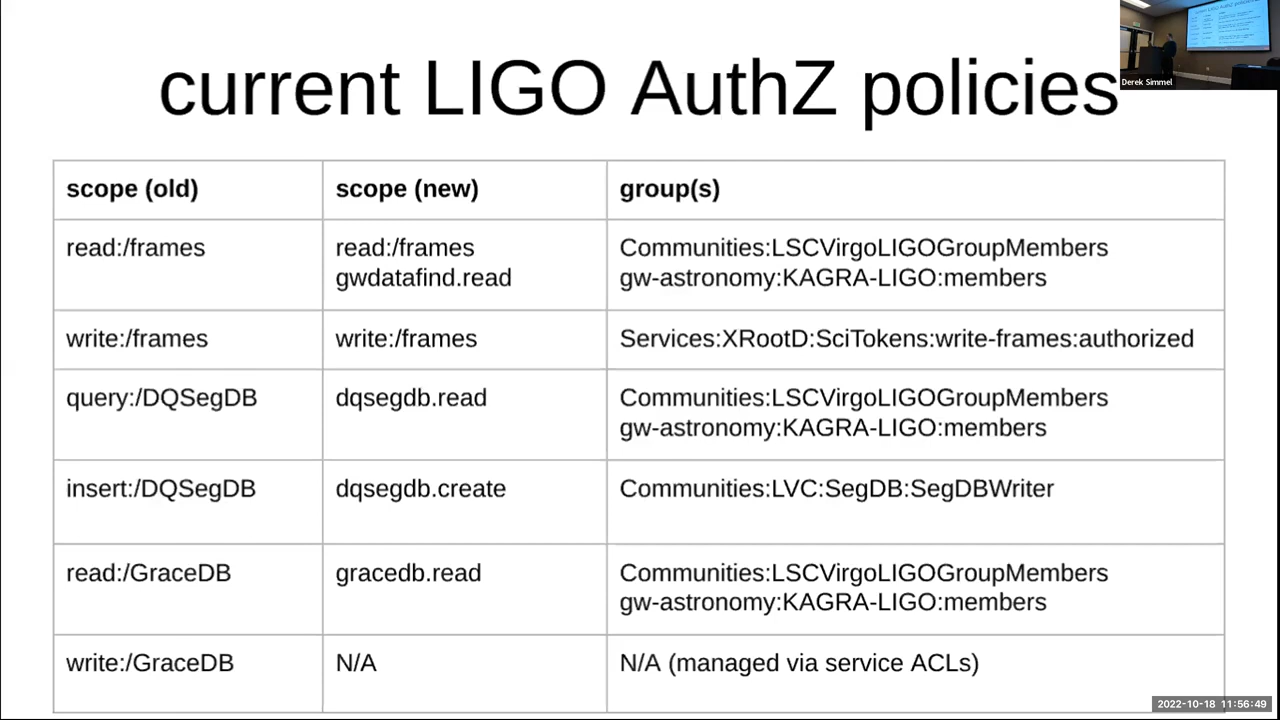 current LIGO AuthZ policies
Derek Simmel
scope (old) scope (new) group(s)
read:/frames read:/frames Communities:LSCVirgoLIGOGroupMembers
gwdatafind.read gw-astronomy:KAGRA-LIGO:members
write:/frames write:/frames Services:XRootD:SciTokens:write-frames:authorized
query:/DQSegDB dqsegdb.read Communities:LSCVirgoLIGOGroupMembers
gw-astronomy:KAGRA-LIGO:members
insert:/DQSegDB dqsegdb.create Communities:LVC:SegDB:SegDBWriter
read:/GraceDB gracedb.read Communities:LSCVirgoLIGOGroupMembers
gw-astronomy:KAGRA-LIGO:members
write:/GraceDB N/A N/A (managed via service ACLs)
2022-10-18 11:56:49